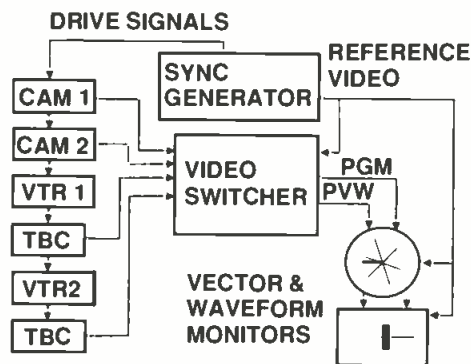 DRIVE SIGNALS
REFERENCE
VIDEO
SYNC
GENERATOR
CAM 1
CAM 2
VTR 1
TBC
VTR2
TBC
VIDEO
SWITCHER
PGM
PVW
VECTOR &
WAVEFORM
MONITORS